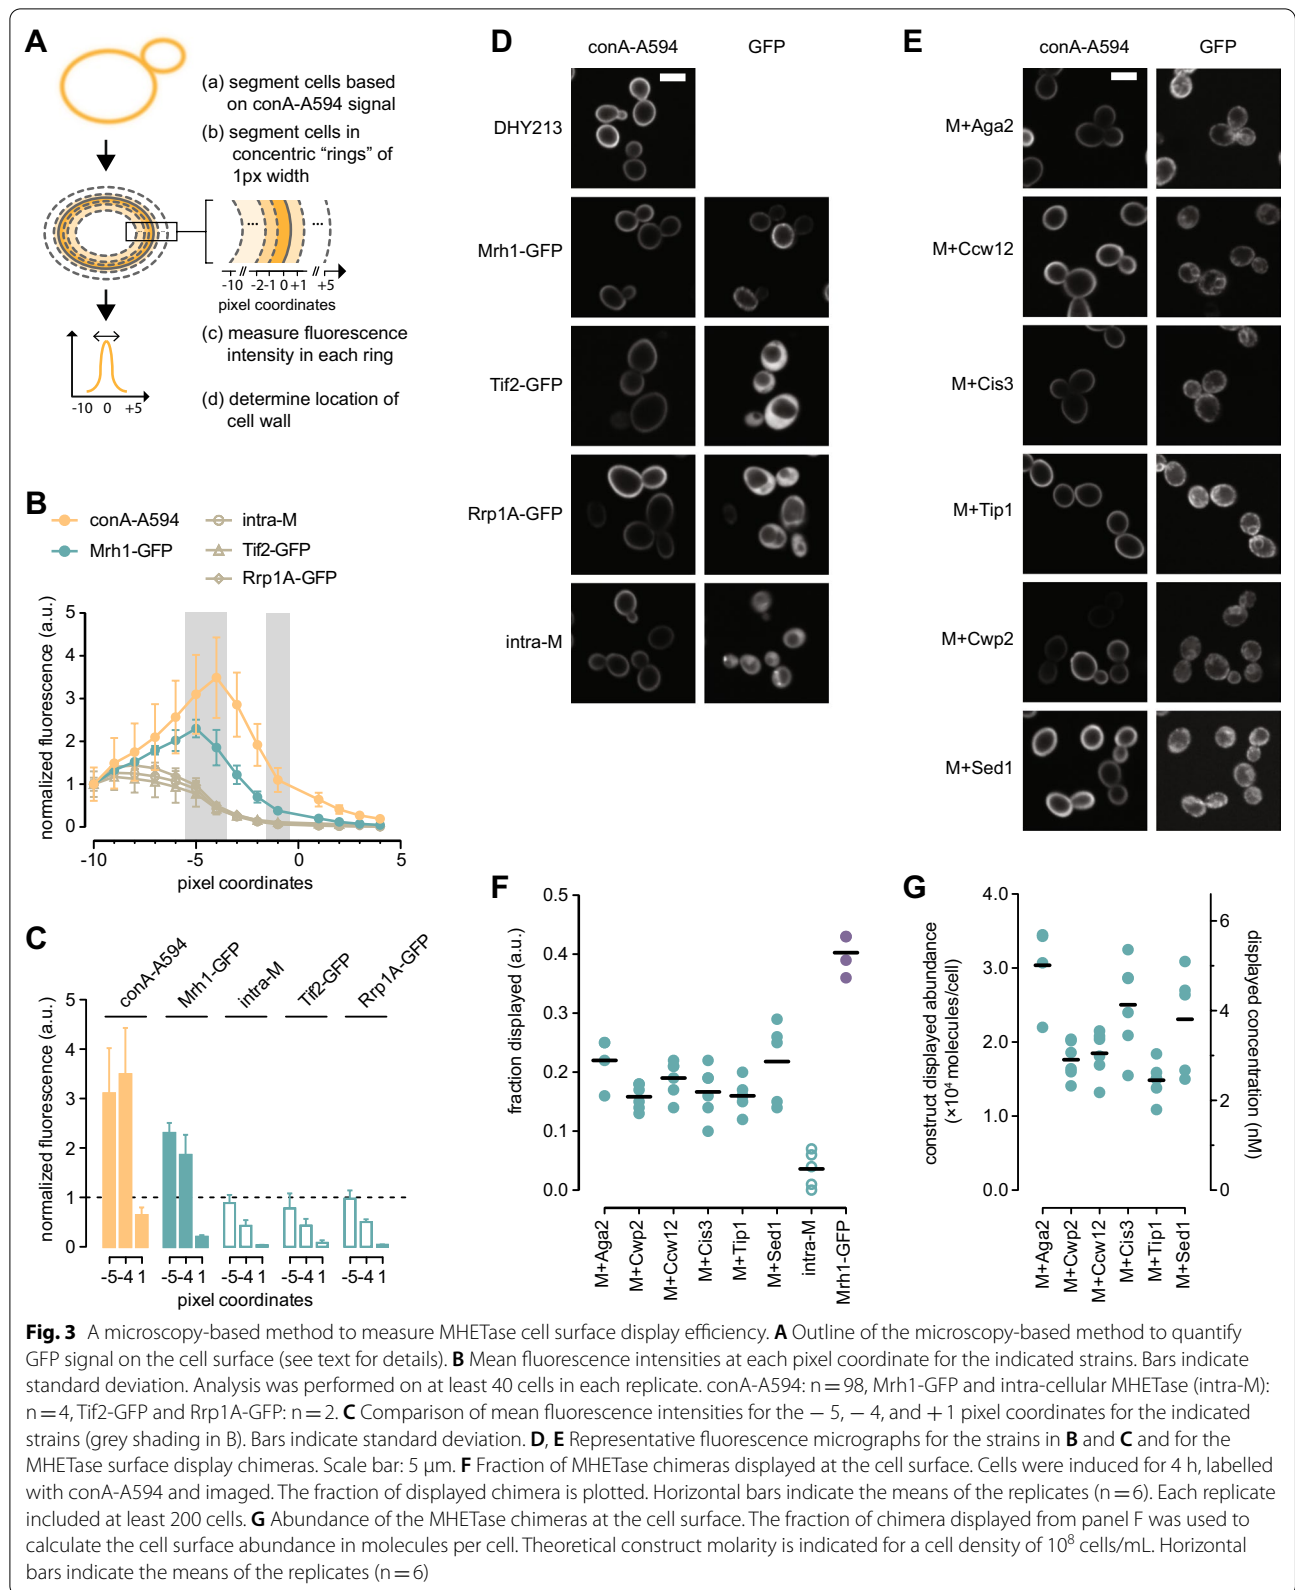 A
(a) segment cells based
on conA-A594 signal
(b) segment cells in
concentric “rings” of
1px width
... ...
-10 // -2 -1 0 +1 // +5
pixel coordinates
(c) measure fluorescence
intensity in each ring
-10 0 +5
(d) determine location of
cell wall
B
conA-A594
Mrh1-GFP
intra-M
Tif2-GFP
Rrp1A-GFP
normalized fluorescence (a.u.)
5
4
3
2
1
0
-10 -5 0 5
pixel coordinates
C
conA-A594
Mrh1-GFP
intra-M
Tif2-GFP
Rrp1A-GFP
normalized fluorescence (a.u.)
5
4
3
2
1
0
-5 -4 1 -5 -4 1 -5 -4 1 -5 -4 1 -5 -4 1
pixel coordinates
D
conA-A594 GFP
DHY213
Mrh1-GFP
Tif2-GFP
Rrp1A-GFP
intra-M
E
conA-A594 GFP
M+Aga2
M+Ccw12
M+Cis3
M+Tip1
M+Cwp2
M+Sed1
F
fraction displayed (a.u.)
0.5
0.4
0.3
0.2
0.1
0.0
M+Aga2
M+Cwp2
M+Ccw12
M+Cis3
M+Tip1
M+Sed1
intra-M
Mrh1-GFP
G
construct displayed abundance
(×10⁴ molecules/cell)
4.0
3.0
2.0
1.0
0.0
6
4
2
0
displayed concentration (nM)
M+Aga2
M+Cwp2
M+Ccw12
M+Cis3
M+Tip1
M+Sed1
Fig. 3 A microscopy-based method to measure MHETase cell surface display efficiency. A Outline of the microscopy-based method to quantify
GFP signal on the cell surface (see text for details). B Mean fluorescence intensities at each pixel coordinate for the indicated strains. Bars indicate
standard deviation. Analysis was performed on at least 40 cells in each replicate. conA-A594: n = 98, Mrh1-GFP and intra-cellular MHETase (intra-M):
n = 4, Tif2-GFP and Rrp1A-GFP: n = 2. C Comparison of mean fluorescence intensities for the − 5, − 4, and + 1 pixel coordinates for the indicated
strains (grey shading in B). Bars indicate standard deviation. D, E Representative fluorescence micrographs for the strains in B and C and for the
MHETase surface display chimeras. Scale bar: 5 µm. F Fraction of MHETase chimeras displayed at the cell surface. Cells were induced for 4 h, labelled
with conA-A594 and imaged. The fraction of displayed chimera is plotted. Horizontal bars indicate the means of the replicates (n = 6). Each replicate
included at least 200 cells. G Abundance of the MHETase chimeras at the cell surface. The fraction of chimera displayed from panel F was used to
calculate the cell surface abundance in molecules per cell. Theoretical construct molarity is indicated for a cell density of 10⁸ cells/mL. Horizontal
bars indicate the means of the replicates (n = 6)